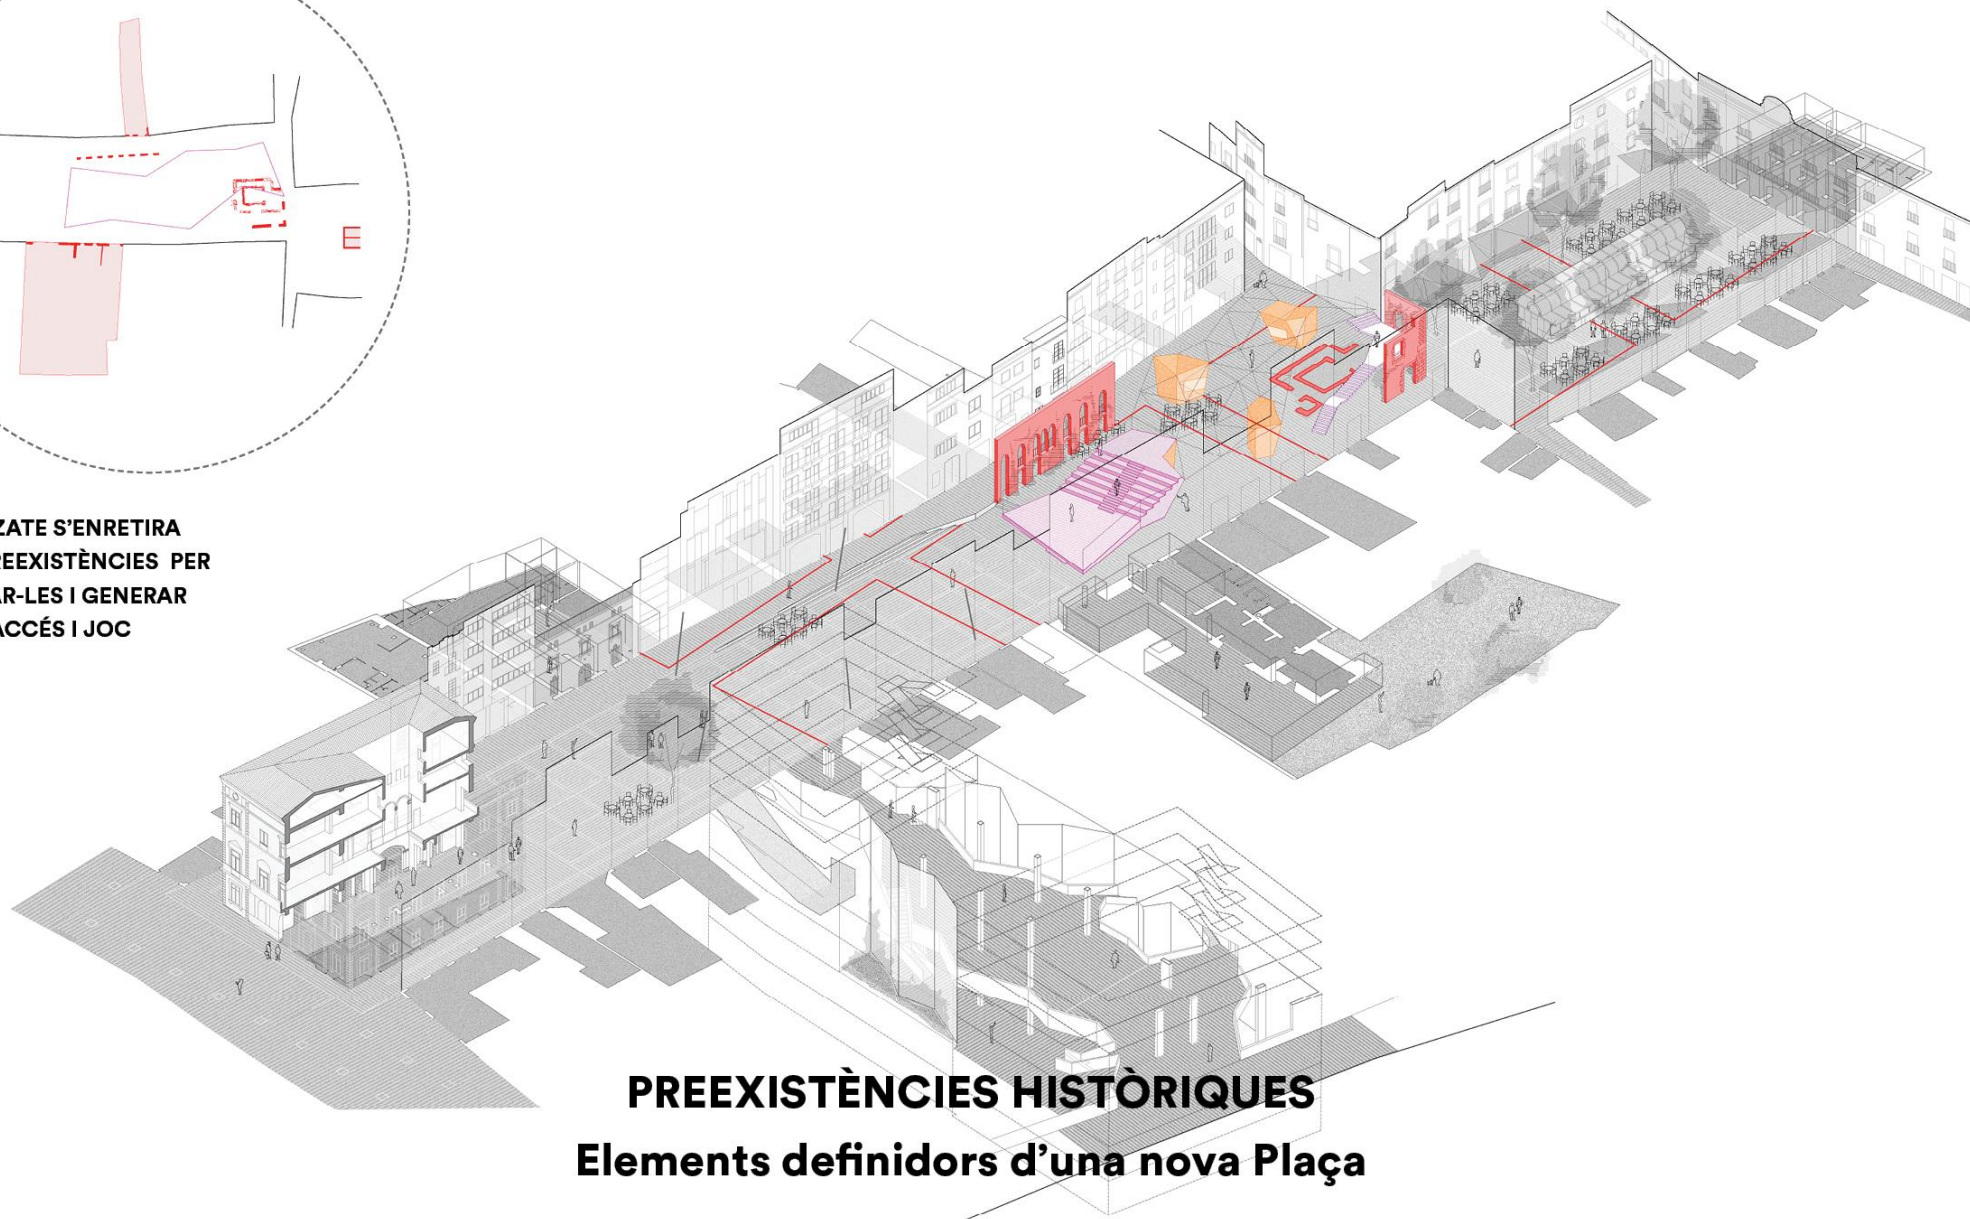 ZATE S’ENRETIRA
REEXISTÈNCIES PER
AR-LES I GENERAR
ACCÉS I JOC
PREEXISTÈNCIES HISTÒRIQUES
Elements definidors d’una nova Plaça